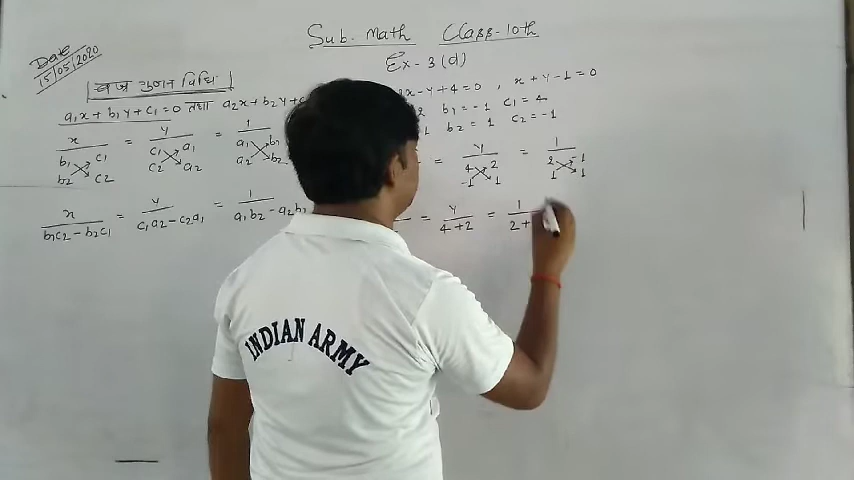 Sub. Math Class-10th
Date
15/05/2020
Ex-3(d)
वज्र गुणन विधि
a₁x + b₁y + c₁ = 0 तथा a₂x + b₂y + c
x - y + 4 = 0 , x + y - 1 = 0
b₁ = -1 c₁ = 4
b₂ = 1 c₂ = -1
x = y = 1
b₁ c₁ c₁ a₁ a₁ b₁
b₂ c₂ c₂ a₂ a₂ b₂
= y = 1
4 2 2 -1
-1 1 1 1
x = y = 1
b₁c₂ - b₂c₁ c₁a₂ - c₂a₁ a₁b₂ - a₂b₁
= y = 1
4+2 2+
INDIAN ARMY